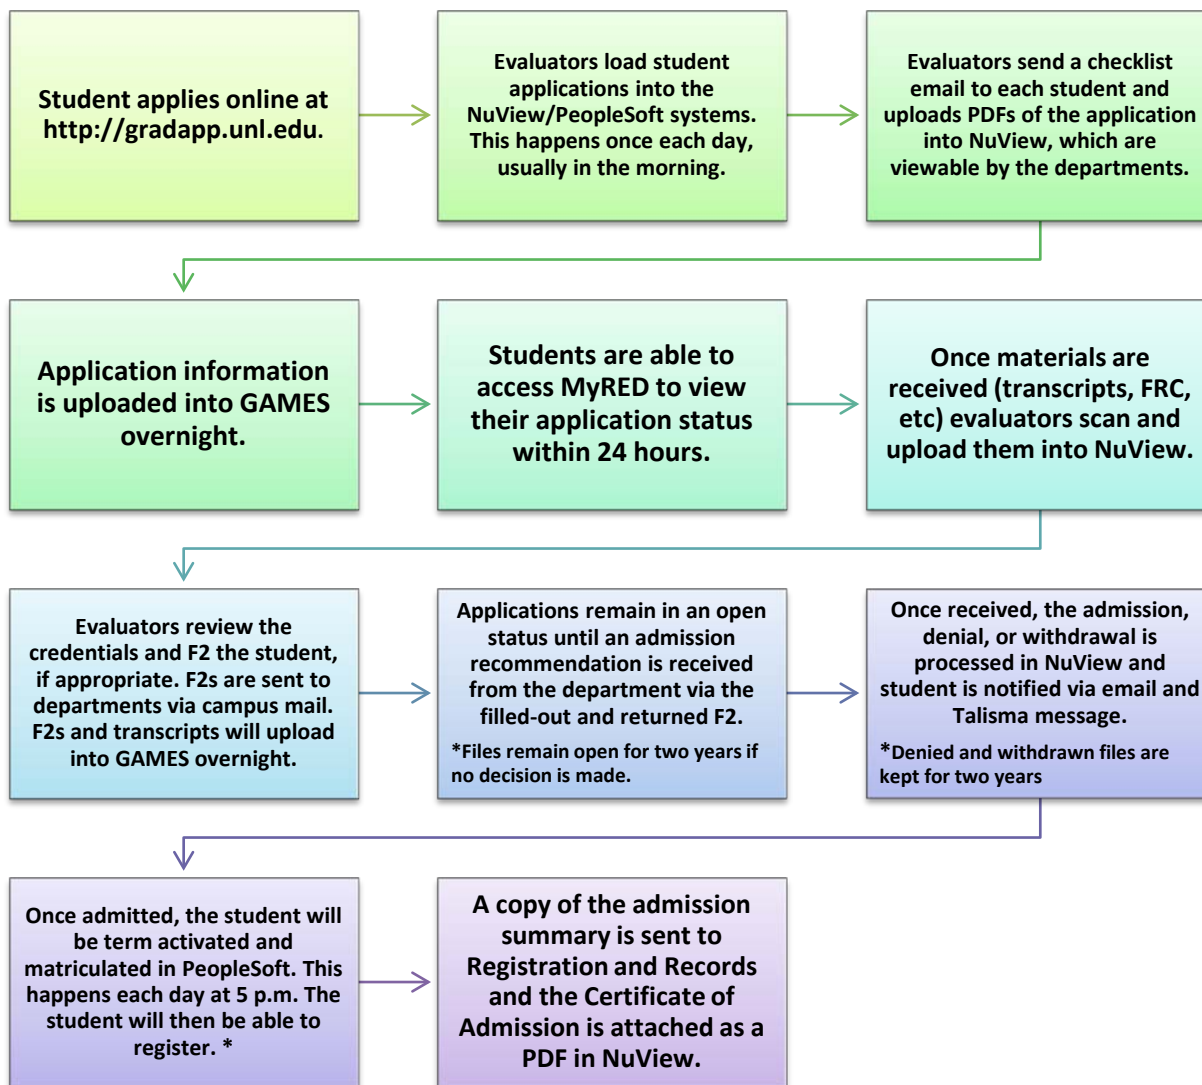 Student applies online at
http://gradapp.unl.edu.
Evaluators load student
applications into the
NuView/PeopleSoft systems.
This happens once each day,
usually in the morning.
Evaluators send a checklist
email to each student and
uploads PDFs of the application
into NuView, which are
viewable by the departments.
Application information
is uploaded into GAMES
overnight.
Students are able to
access MyRED to view
their application status
within 24 hours.
Once materials are
received (transcripts, FRC,
etc) evaluators scan and
upload them into NuView.
Evaluators review the
credentials and F2 the student,
if appropriate. F2s are sent to
departments via campus mail.
F2s and transcripts will upload
into GAMES overnight.
Applications remain in an open
status until an admission
recommendation is received
from the department via the
filled-out and returned F2.
*Files remain open for two years if
no decision is made.
Once received, the admission,
denial, or withdrawal is
processed in NuView and
student is notified via email and
Talisma message.
*Denied and withdrawn files are
kept for two years
Once admitted, the student will
be term activated and
matriculated in PeopleSoft. This
happens each day at 5 p.m. The
student will then be able to
register. *
A copy of the admission
summary is sent to
Registration and Records
and the Certificate of
Admission is attached as a
PDF in NuView.